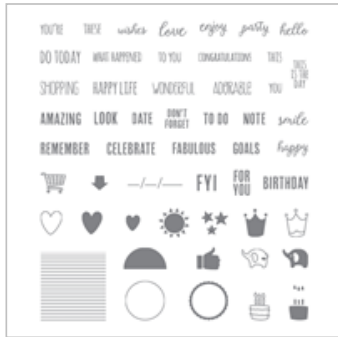 YOU'RE THESE wishes love enjoy party hello
DO TODAY WHAT HAPPENED TO YOU CONGRATULATIONS THIS
THIS
IS THE
DAY
SHOPPING HAPPY LIFE WONDERFUL ADORABLE YOU
AMAZING LOOK DATE DON'T
FORGET TO DO NOTE smile
REMEMBER CELEBRATE FABULOUS GOALS happy
—/—/— FYI FOR
YOU BIRTHDAY